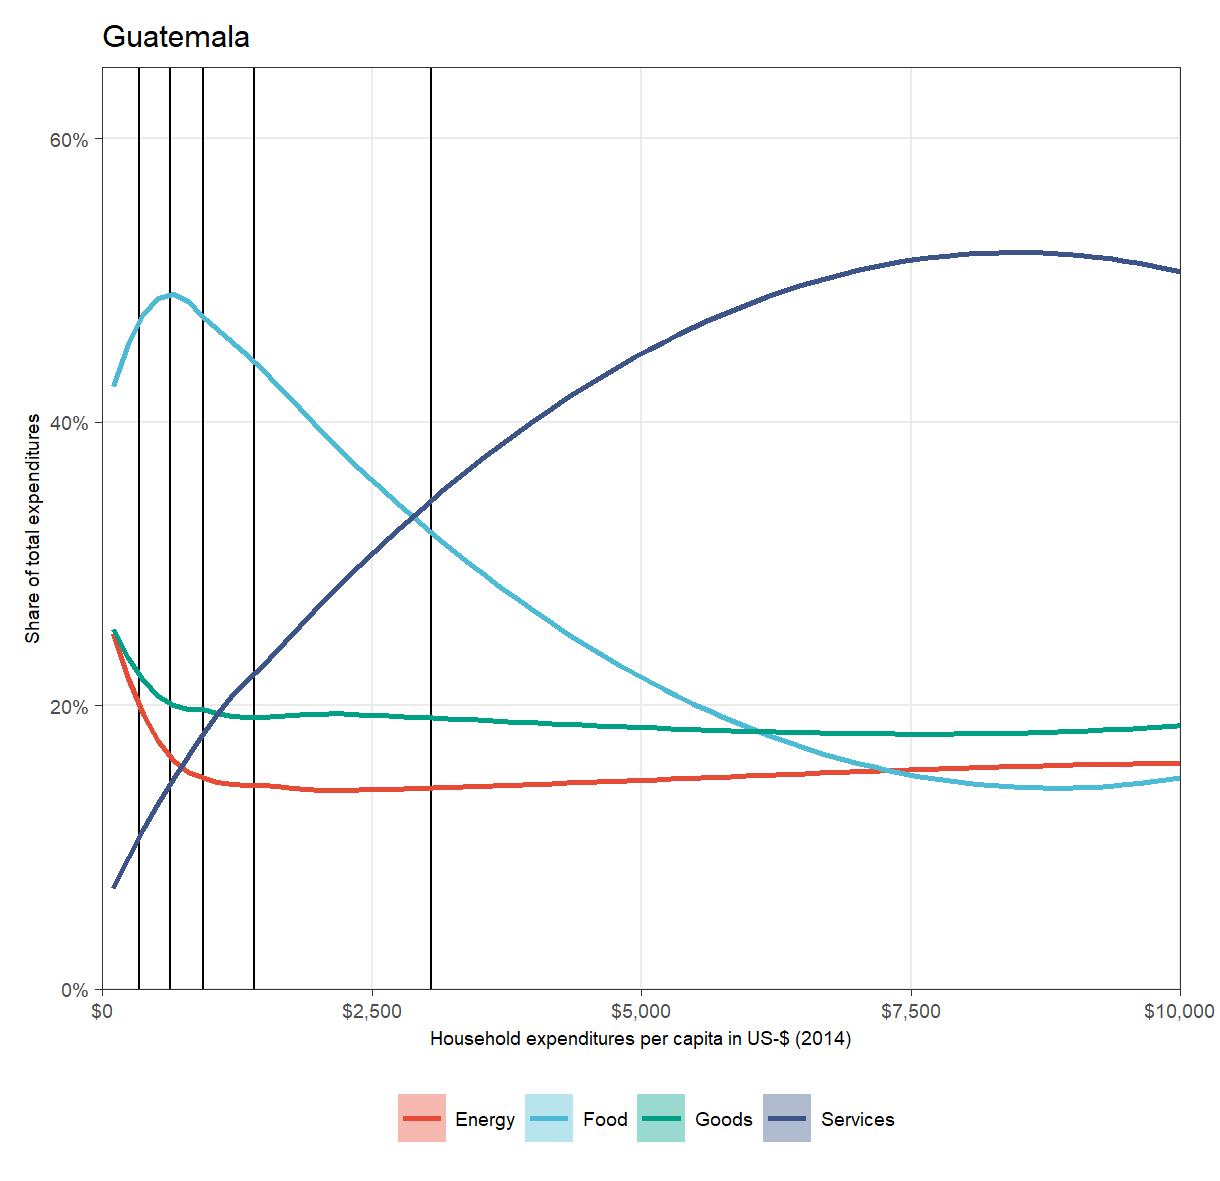 Guatemala
60%
40%
20%
0%
Share of total expenditures
$0 $2,500 $5,000 $7,500 $10,000
Household expenditures per capita in US-$ (2014)
Energy Food Goods Services